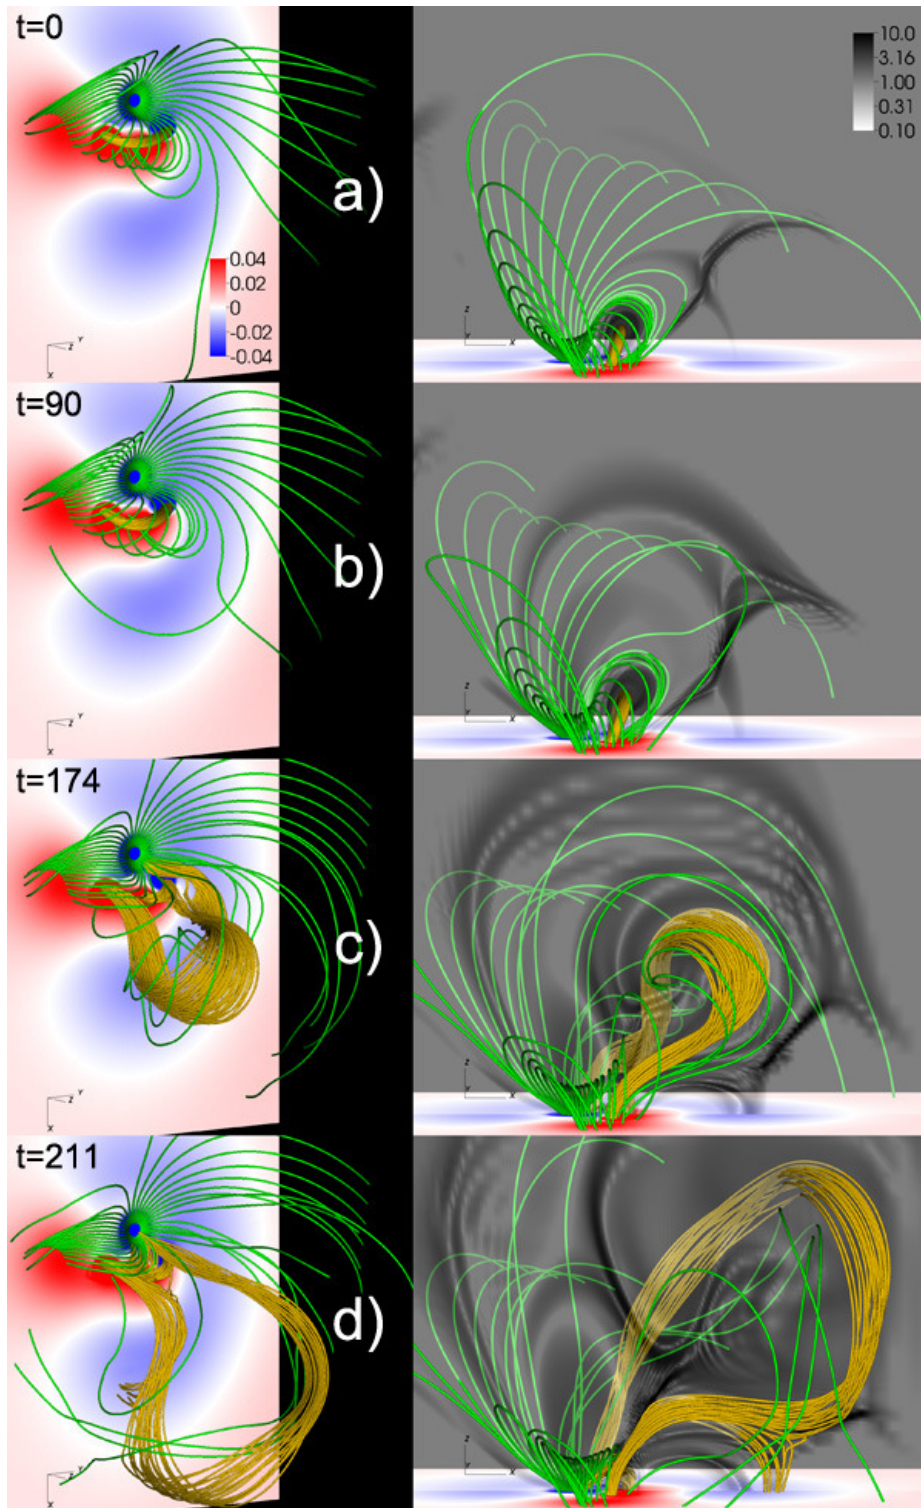 t=0
a)
0.04
0.02
0
-0.02
-0.04
Y
Z
X
10.0
3.16
1.00
0.31
0.10
Z
Y X
t=90
b)
Y
Z
X
Z
Y X
t=174
c)
Y
Z
X
Z
Y X
t=211
d)
Y
Z
X
Z
Y X